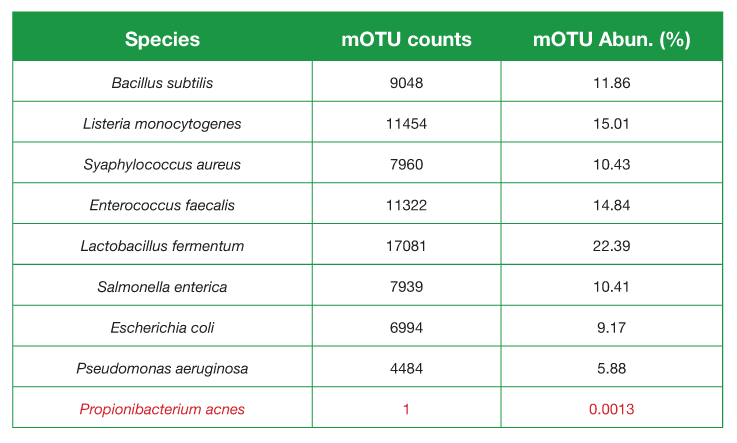 Species mOTU counts mOTU Abun. (%)
Bacillus subtilis 9048 11.86
Listeria monocytogenes 11454 15.01
Syaphylococcus aureus 7960 10.43
Enterococcus faecalis 11322 14.84
Lactobacillus fermentum 17081 22.39
Salmonella enterica 7939 10.41
Escherichia coli 6994 9.17
Pseudomonas aeruginosa 4484 5.88
Propionibacterium acnes 1 0.0013